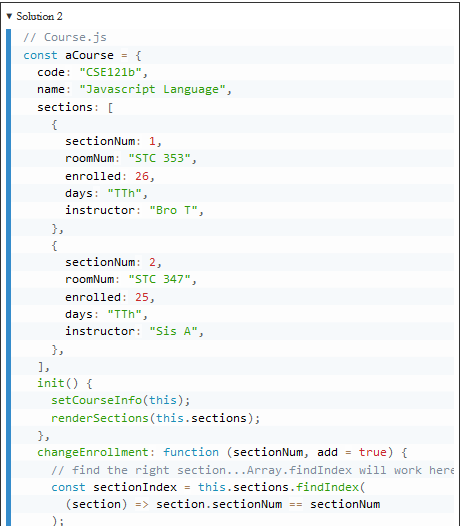 ▼ Solution 2
// Course.js
const aCourse = {
  code: "CSE121b",
  name: "Javascript Language",
  sections: [
    {
      sectionNum: 1,
      roomNum: "STC 353",
      enrolled: 26,
      days: "TTh",
      instructor: "Bro T",
    },
    {
      sectionNum: 2,
      roomNum: "STC 347",
      enrolled: 25,
      days: "TTh",
      instructor: "Sis A",
    },
  ],
  init() {
    setCourseInfo(this);
    renderSections(this.sections);
  },
  changeEnrollment: function (sectionNum, add = true) {
    // find the right section...Array.findIndex will work here
    const sectionIndex = this.sections.findIndex(
      (section) => section.sectionNum == sectionNum
    );